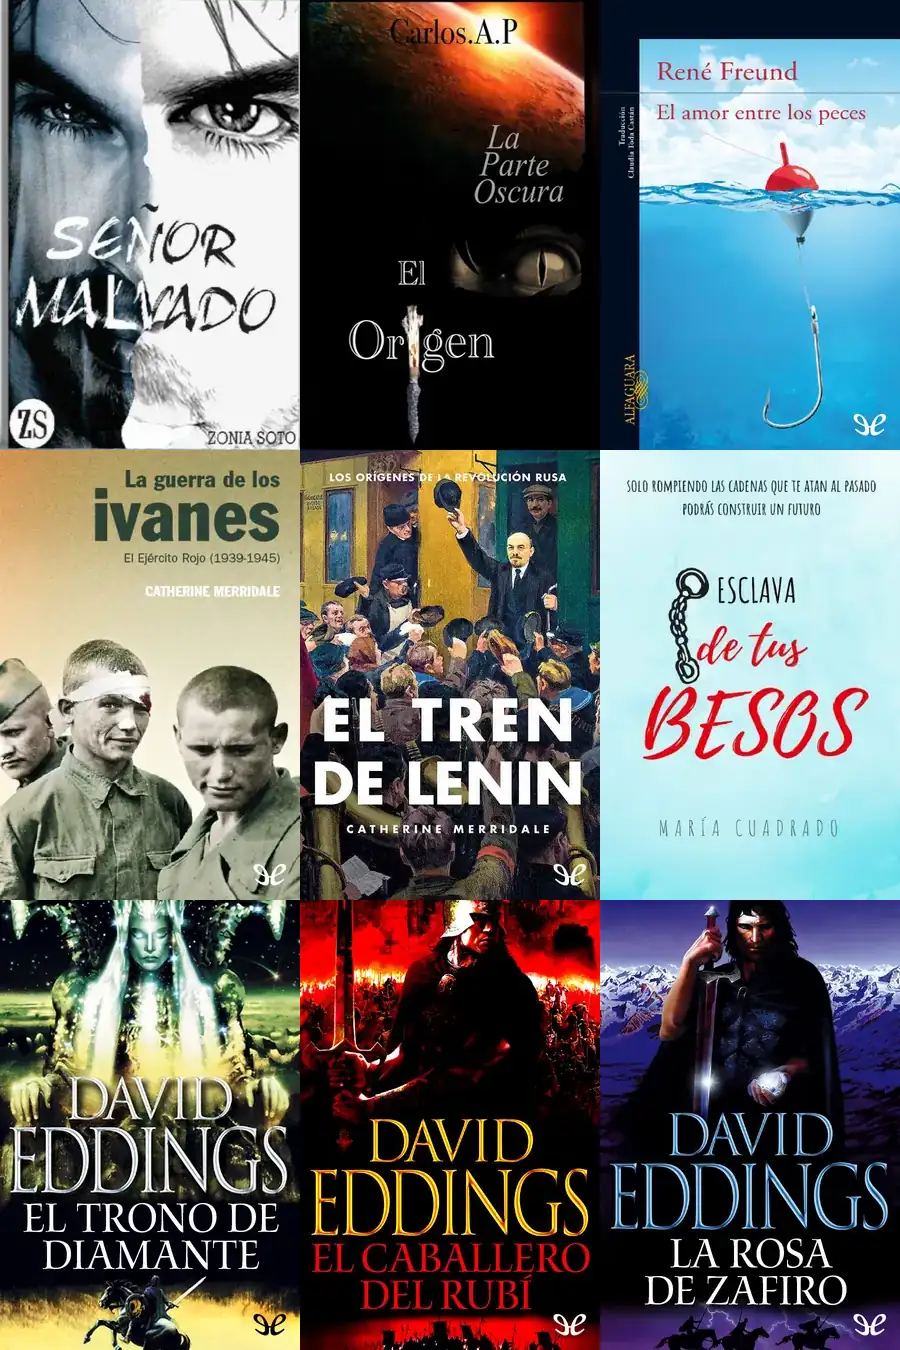 SEÑOR
MALVADO
ZS
ZONIA SOTO
Carlos.A.P
La
Parte
Oscura
El
Origen
René Freund
El amor entre los peces
Traducción
Claudia Toda Castán
ALFAGUARA
La guerra de los
ivanes
El Ejército Rojo (1939-1945)
CATHERINE MERRIDALE
LOS ORÍGENES DE LA REVOLUCIÓN RUSA
EL TREN
DE LENIN
CATHERINE MERRIDALE
SOLO ROMPIENDO LAS CADENAS QUE TE ATAN AL PASADO
PODRÁS CONSTRUIR UN FUTURO
ESCLAVA
de tus
BESOS
MARÍA CUADRADO
DAVID
EDDINGS
EL TRONO DE
DIAMANTE
DAVID
EDDINGS
EL CABALLERO
DEL RUBÍ
DAVID
EDDINGS
LA ROSA
DE ZAFIRO